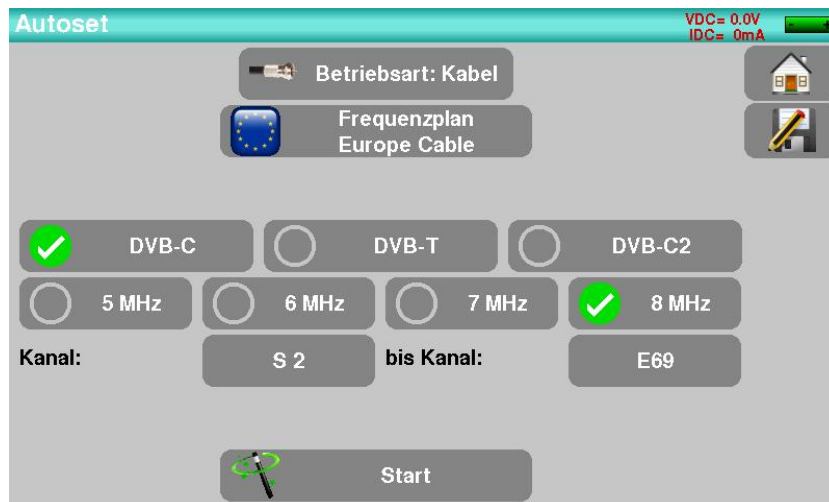 Autoset
VDC= 0.0V
IDC= 0mA
Betriebsart: Kabel
Frequenzplan
Europe Cable
DVB-C
DVB-T
DVB-C2
5 MHz
6 MHz
7 MHz
8 MHz
Kanal:
S 2
bis Kanal:
E69
Start